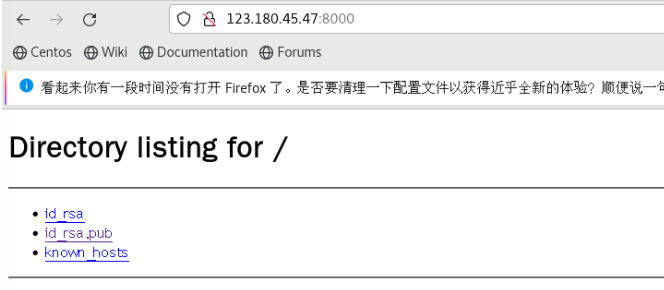 123.180.45.47:8000
Centos Wiki Documentation Forums
看起来你有一段时间没有打开 Firefox 了。是否要清理一下配置文件以获得近乎全新的体验？顺便说一
Directory listing for /
id_rsa
id_rsa.pub
known_hosts